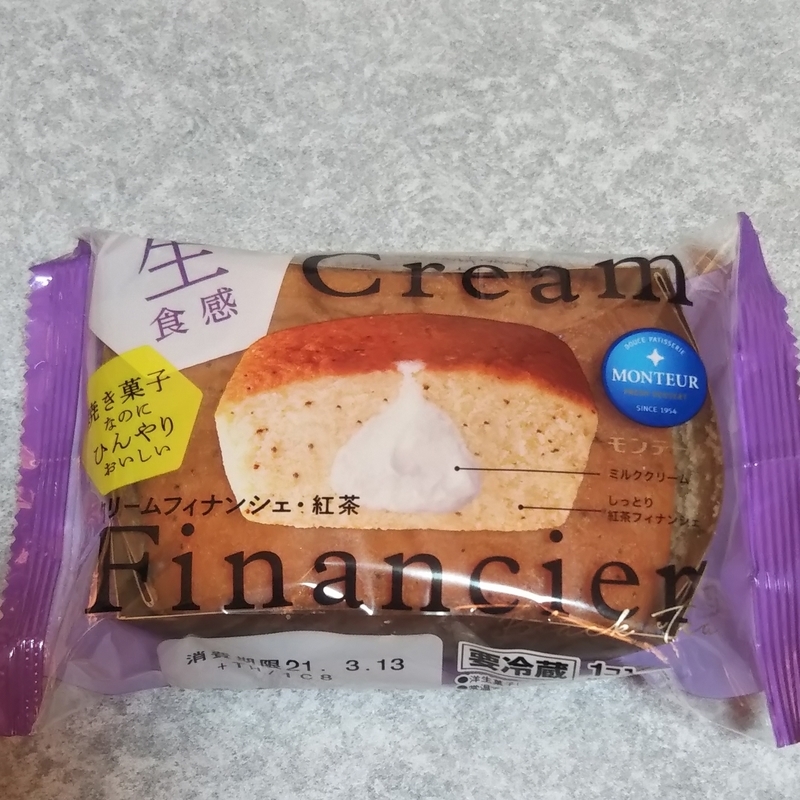 生
食感
Cream
焼き菓子
なのに
ひんやり
おいしい
DOUCE PATISSERIE
MONTEUR
SINCE 1954
モンテ
ミルククリーム
しっとり
紅茶フィナンシェ
リームフィナンシェ・紅茶
Financier
消費期限21. 3.13
要冷蔵